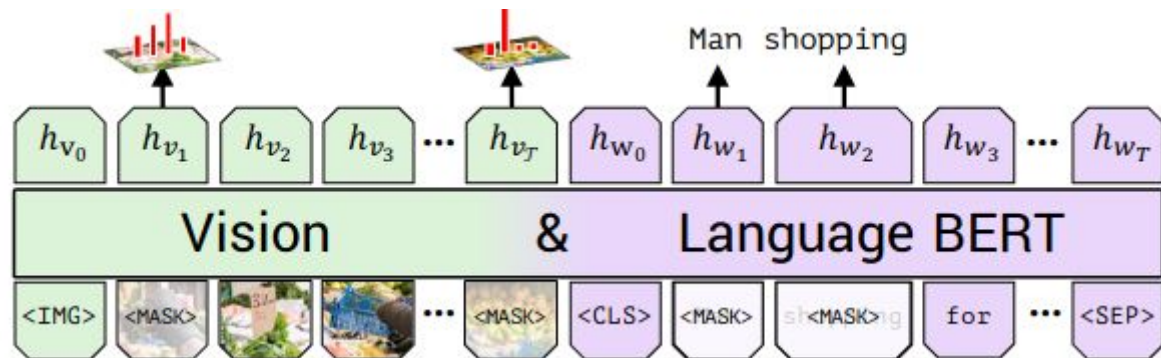 Man shopping
h_{v_0} h_{v_1} h_{v_2} h_{v_3} ... h_{v_𝒯} h_{w_0} h_{w_1} h_{w_2} h_{w_3} ... h_{w_T}
Vision & Language BERT
<IMG> <MASK> ... <MASK> <CLS> <MASK> shopping <MASK> for ... <SEP>